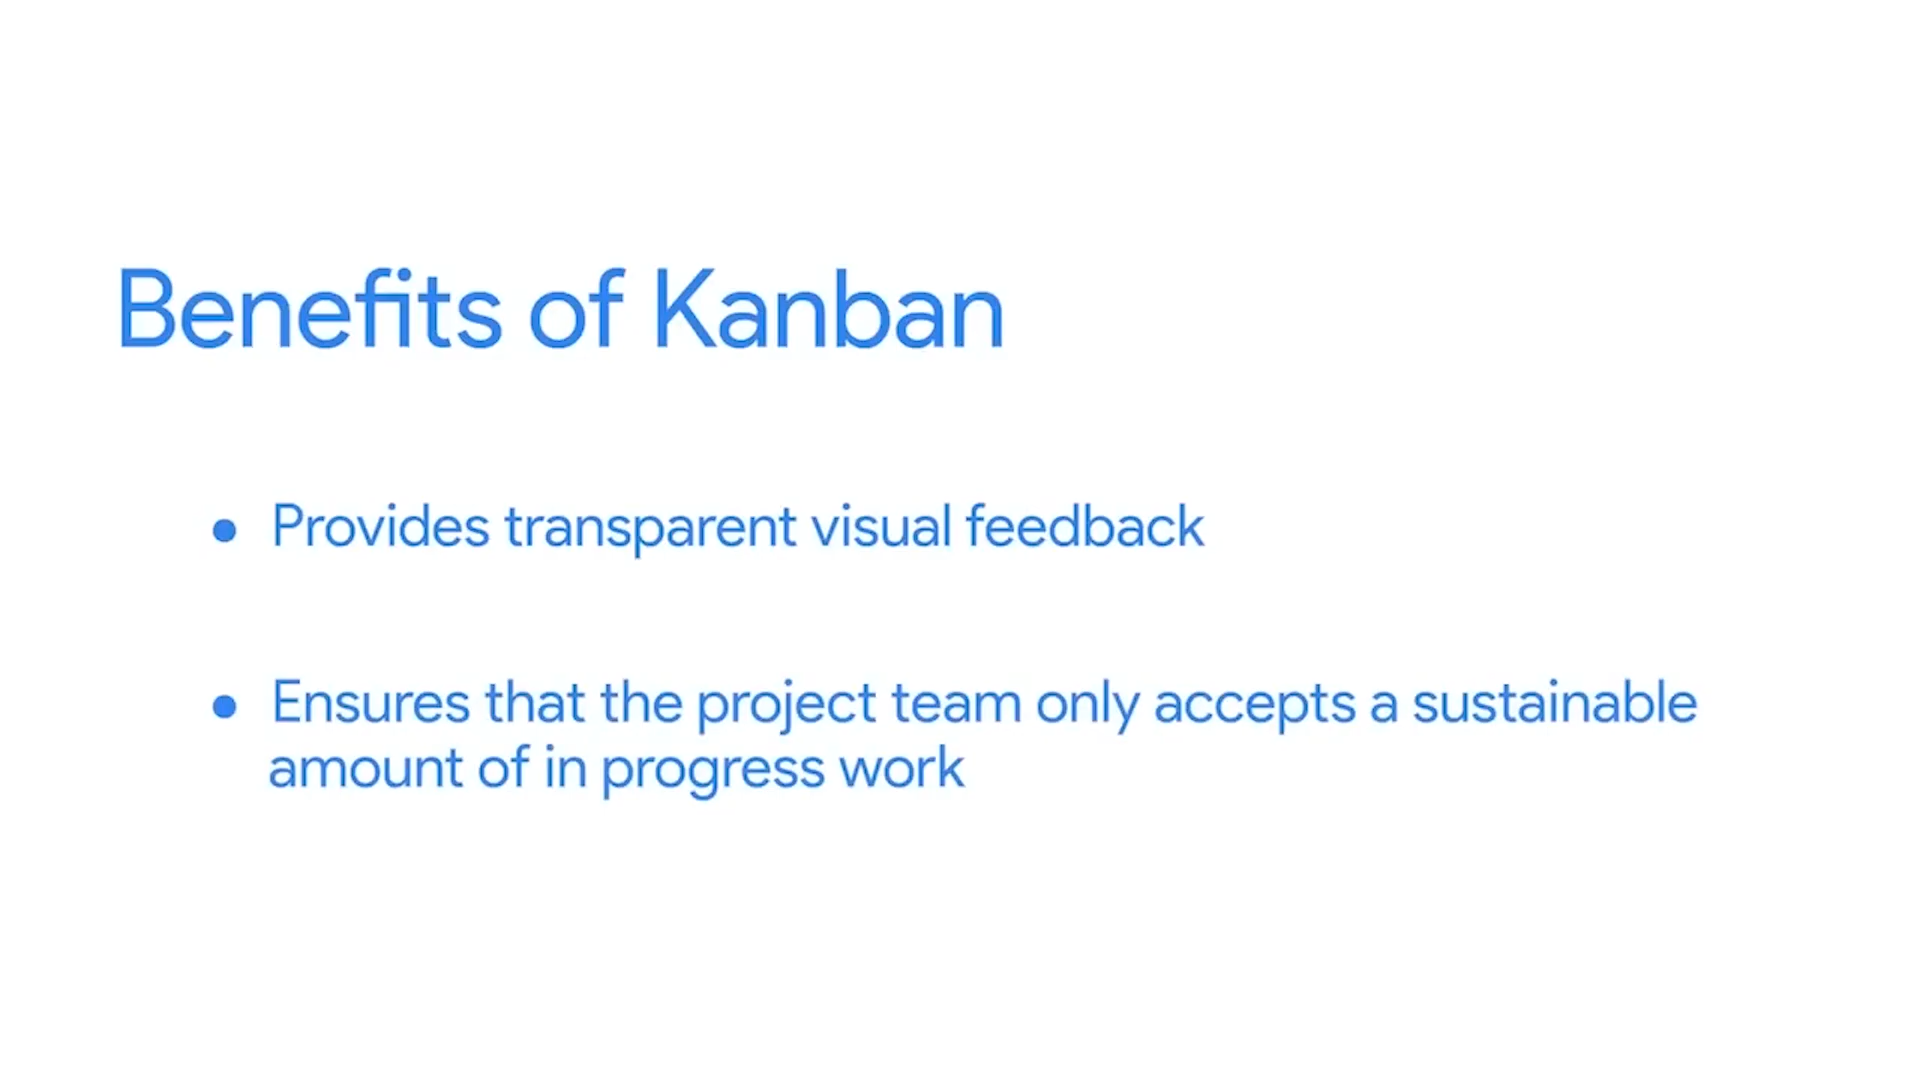 Benefits of Kanban
● Provides transparent visual feedback
● Ensures that the project team only accepts a sustainable
amount of in progress work